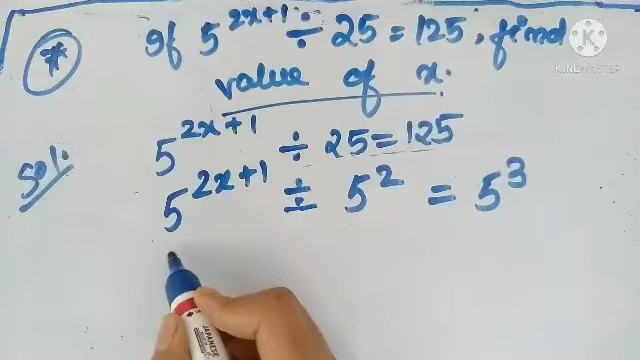 * If 5^{2x+1} ÷ 25 = 125, find
value of x.
5^{2x+1} ÷ 25 = 125
Sol:
5^{2x+1} ÷ 5^2 = 5^3
KINEMASTER
JAPANESE